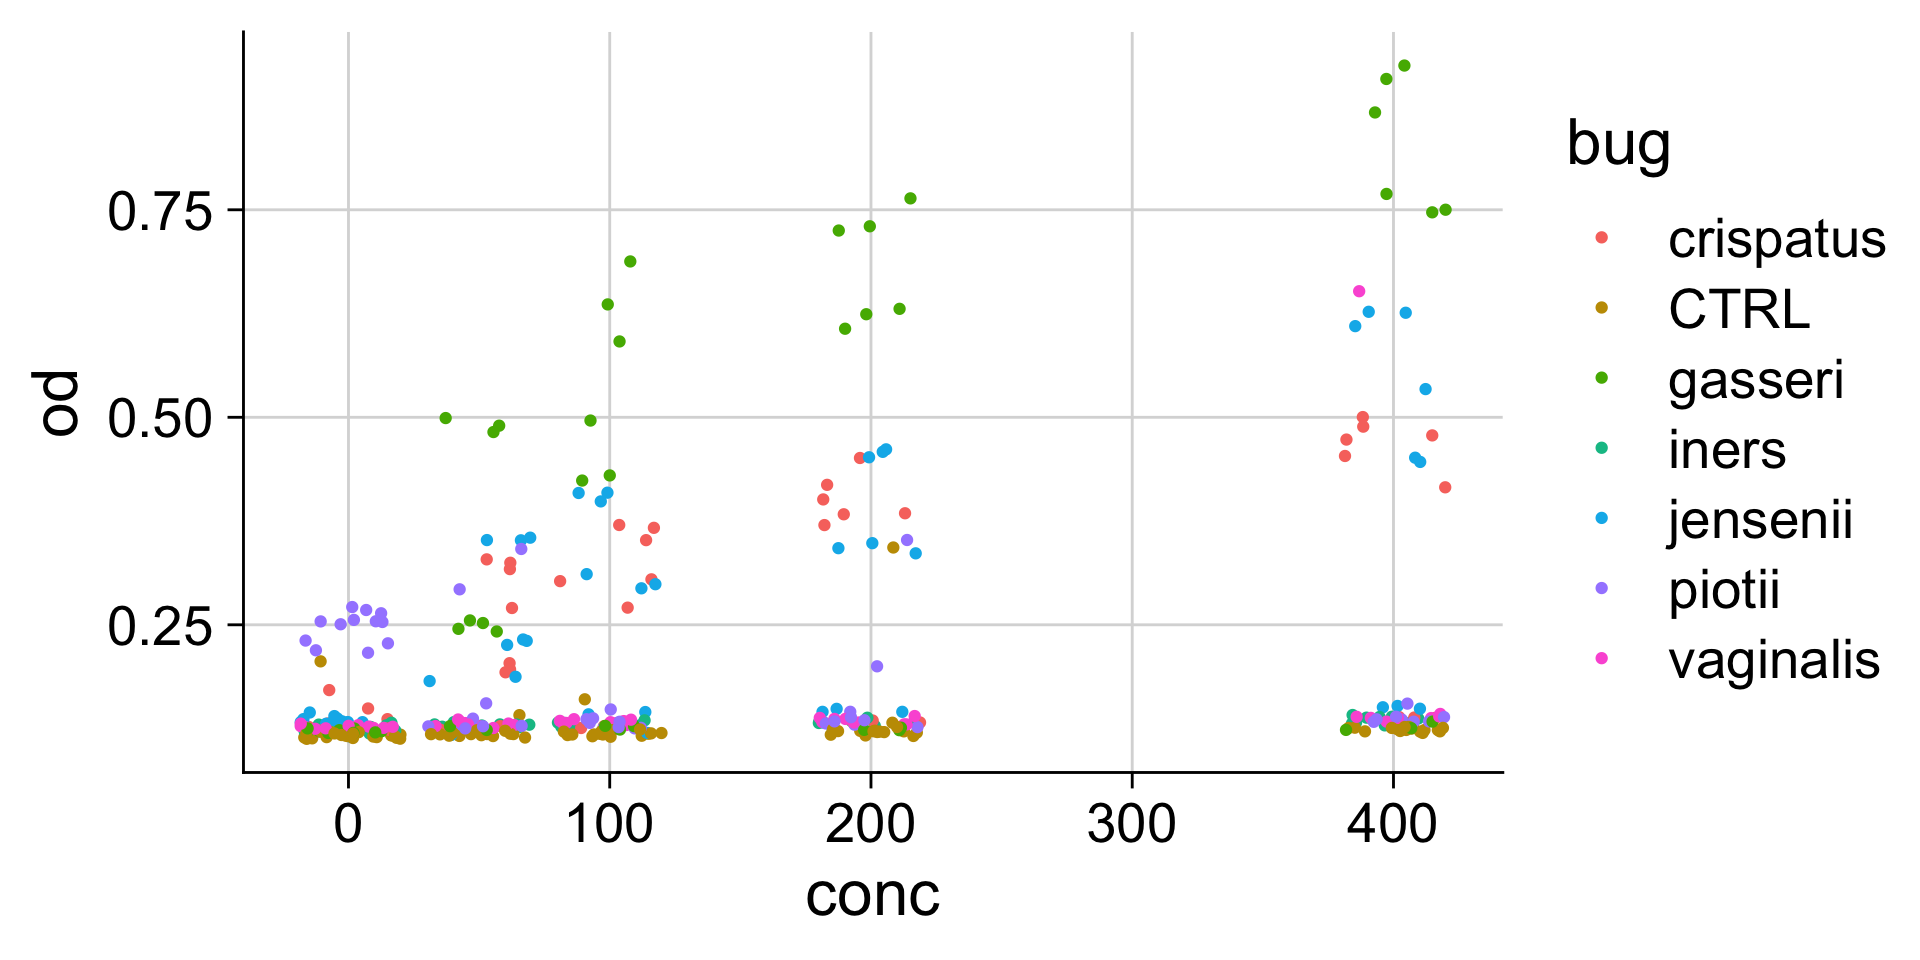 od
0.75
0.50
0.25
0 100 200 300 400
conc
bug
crispatus
CTRL
gasseri
iners
jensenii
piotii
vaginalis